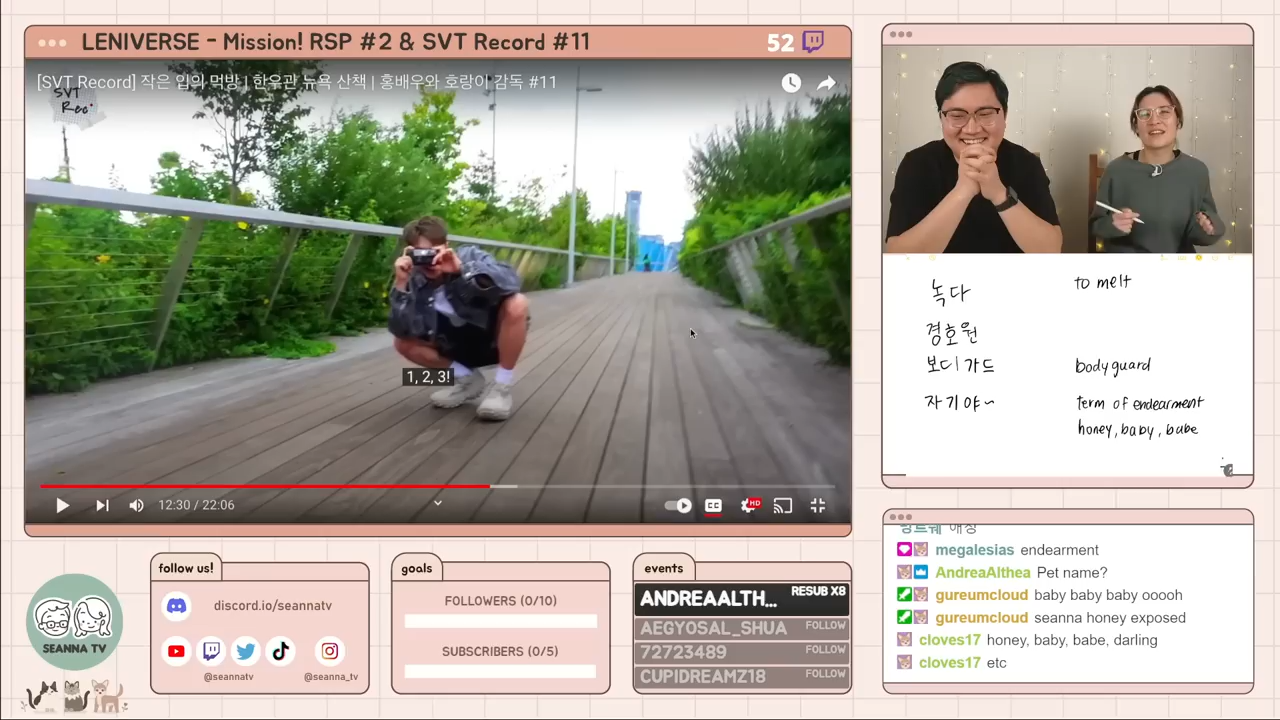 LENIVERSE - Mission! RSP #2 & SVT Record #11
52
[SVT Record] 작은 입의 먹방 | 한우관 뉴욕 산책 | 홍배우와 호랑이 감독 #11
SVT
Rec
1, 2, 3!
12:30 / 22:06
CC
HD
녹다 to melt
경호원
보디가드 bodyguard
자기야~ term of endearment
honey, baby, babe
megalesias endearment
AndreaAlthea Pet name?
gureumcloud baby baby baby ooooh
gureumcloud seanna honey exposed
cloves17 honey, baby, babe, darling
cloves17 etc
SEANNA TV
follow us!
discord.io/seannatv
@seannatv
@seanna_tv
goals
FOLLOWERS (0/10)
SUBSCRIBERS (0/5)
events
ANDREAALTH... RESUB X8
AEGYOSAL_SHUA FOLLOW
72723489 FOLLOW
CUPIDREAMZ18 FOLLOW